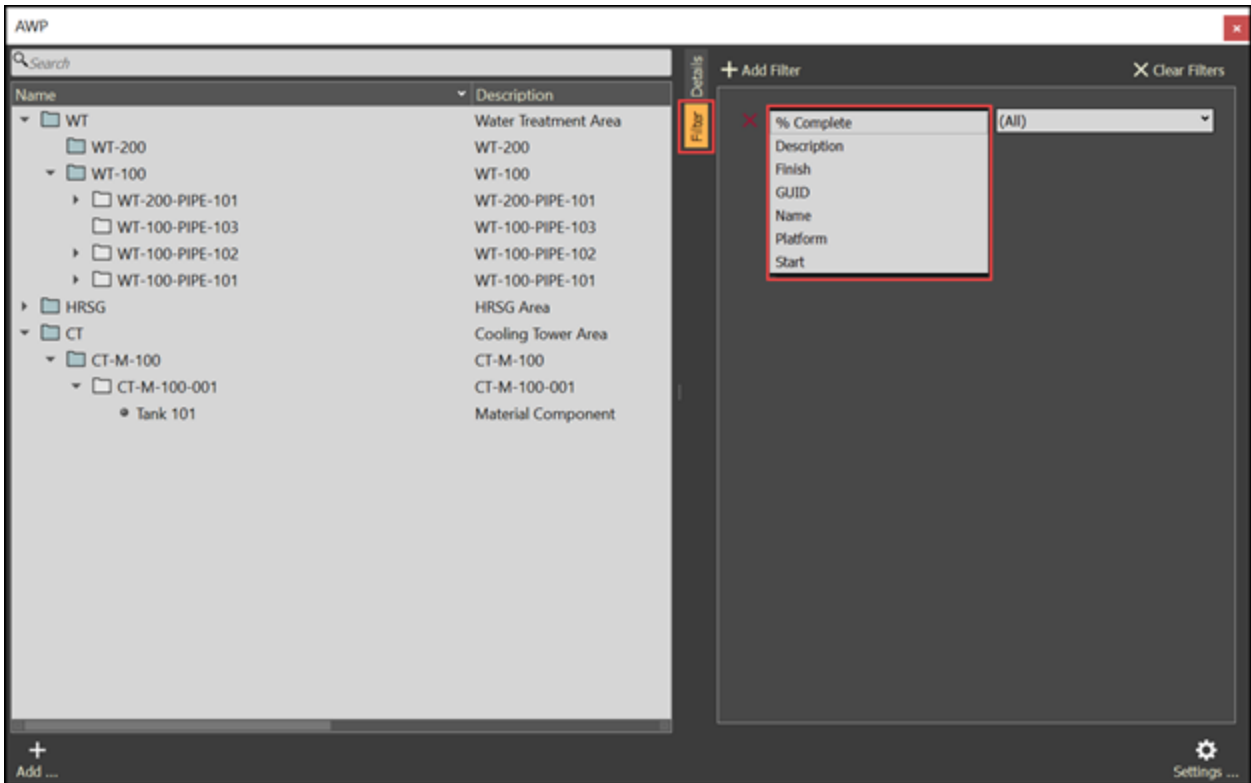 AWP
Search
Details
Add Filter
Clear Filters
Name Description
Filter
WT Water Treatment Area
% Complete
(All)
WT-200 WT-200
Description
WT-100 WT-100
Finish
WT-200-PIPE-101 WT-200-PIPE-101
GUID
WT-100-PIPE-103 WT-100-PIPE-103
Name
WT-100-PIPE-102 WT-100-PIPE-102
Platform
WT-100-PIPE-101 WT-100-PIPE-101
Start
HRSG HRSG Area
CT Cooling Tower Area
CT-M-100 CT-M-100
CT-M-100-001 CT-M-100-001
Tank 101 Material Component
Add ...
Settings ...